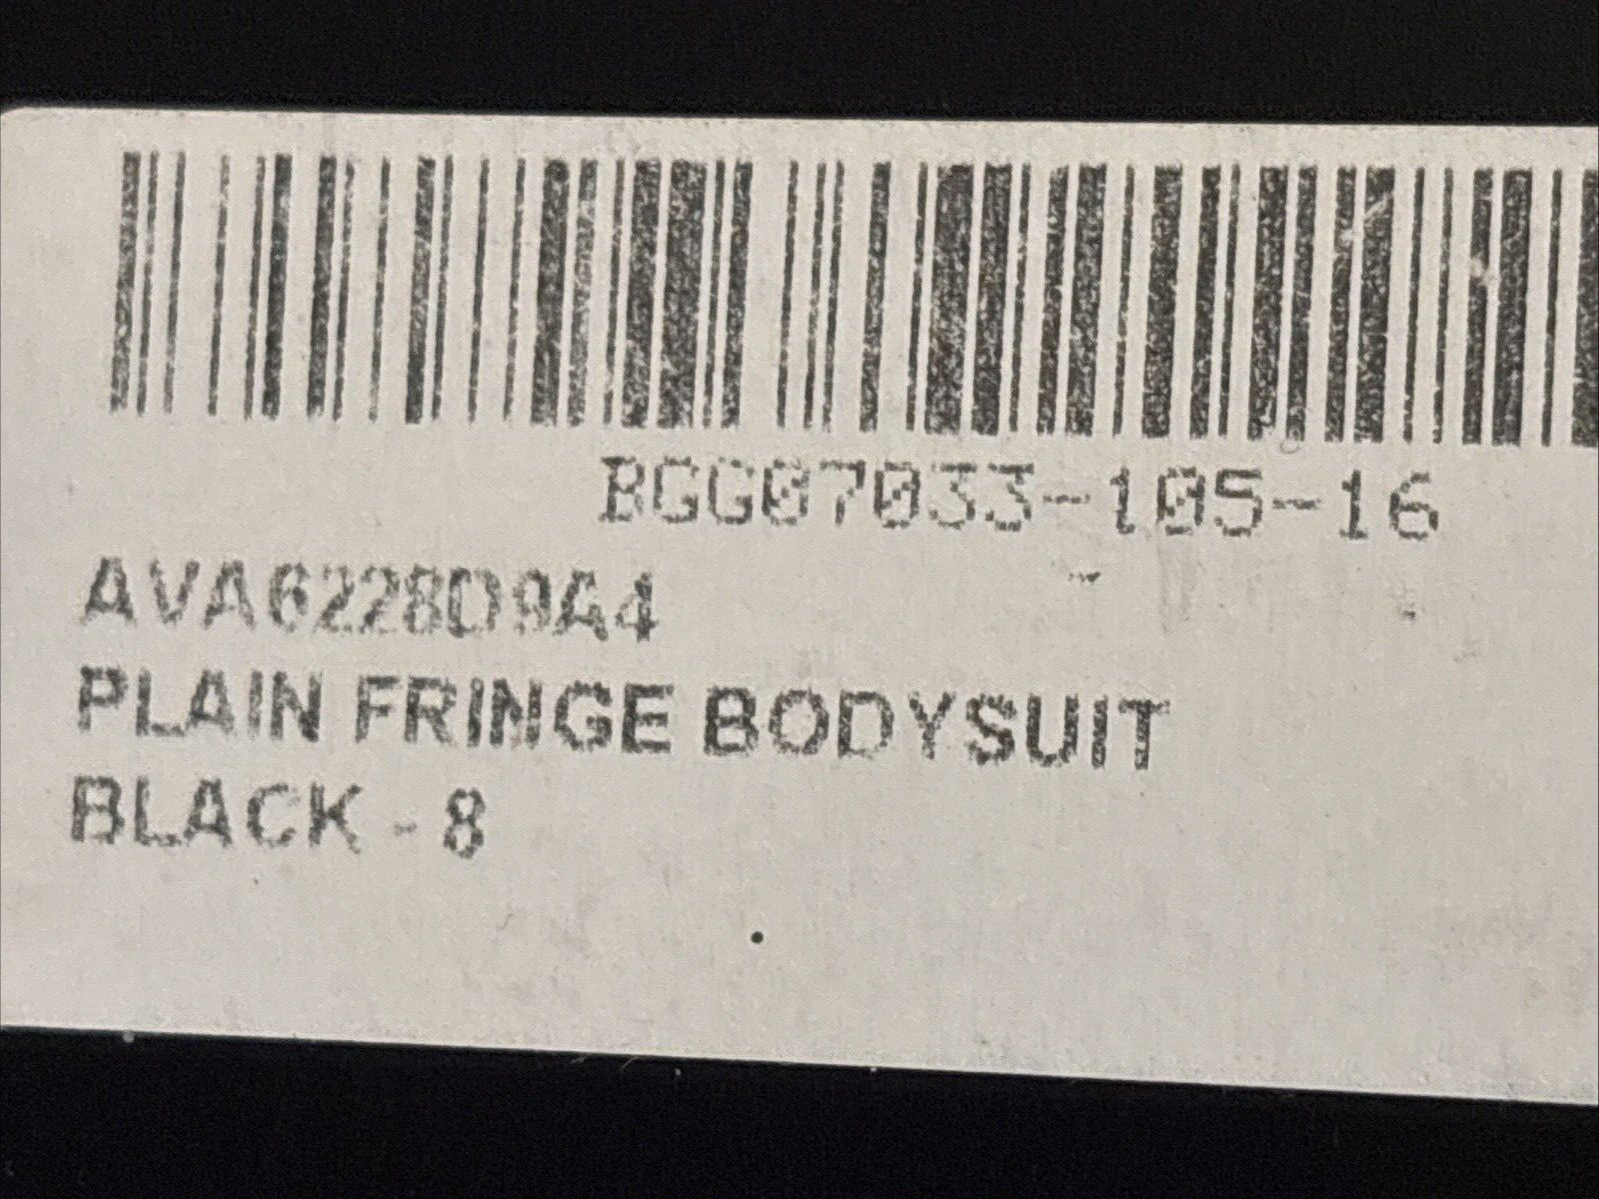 BGG07033-105-16
AVA6228D9A4
PLAIN FRINGE BODYSUIT
BLACK - 8